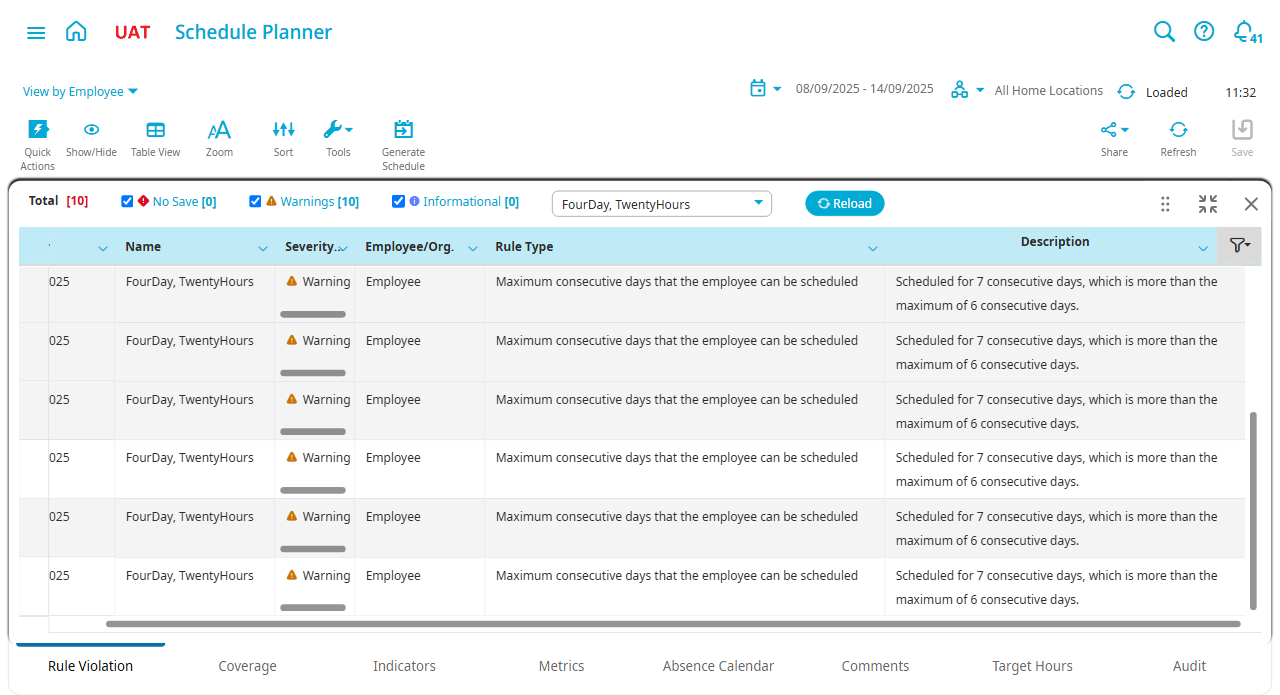 UAT Schedule Planner
41
View by Employee
08/09/2025 - 14/09/2025 All Home Locations Loaded 11:32
Quick Actions Show/Hide Table View Zoom Sort Tools Generate Schedule Share Refresh Save
Total [10] No Save [0] Warnings [10] Informational [0] FourDay, TwentyHours Reload
Name Severity... Employee/Org. Rule Type Description
025 FourDay, TwentyHours Warning Employee Maximum consecutive days that the employee can be scheduled Scheduled for 7 consecutive days, which is more than the
maximum of 6 consecutive days.
025 FourDay, TwentyHours Warning Employee Maximum consecutive days that the employee can be scheduled Scheduled for 7 consecutive days, which is more than the
maximum of 6 consecutive days.
025 FourDay, TwentyHours Warning Employee Maximum consecutive days that the employee can be scheduled Scheduled for 7 consecutive days, which is more than the
maximum of 6 consecutive days.
025 FourDay, TwentyHours Warning Employee Maximum consecutive days that the employee can be scheduled Scheduled for 7 consecutive days, which is more than the
maximum of 6 consecutive days.
025 FourDay, TwentyHours Warning Employee Maximum consecutive days that the employee can be scheduled Scheduled for 7 consecutive days, which is more than the
maximum of 6 consecutive days.
025 FourDay, TwentyHours Warning Employee Maximum consecutive days that the employee can be scheduled Scheduled for 7 consecutive days, which is more than the
maximum of 6 consecutive days.
Rule Violation Coverage Indicators Metrics Absence Calendar Comments Target Hours Audit